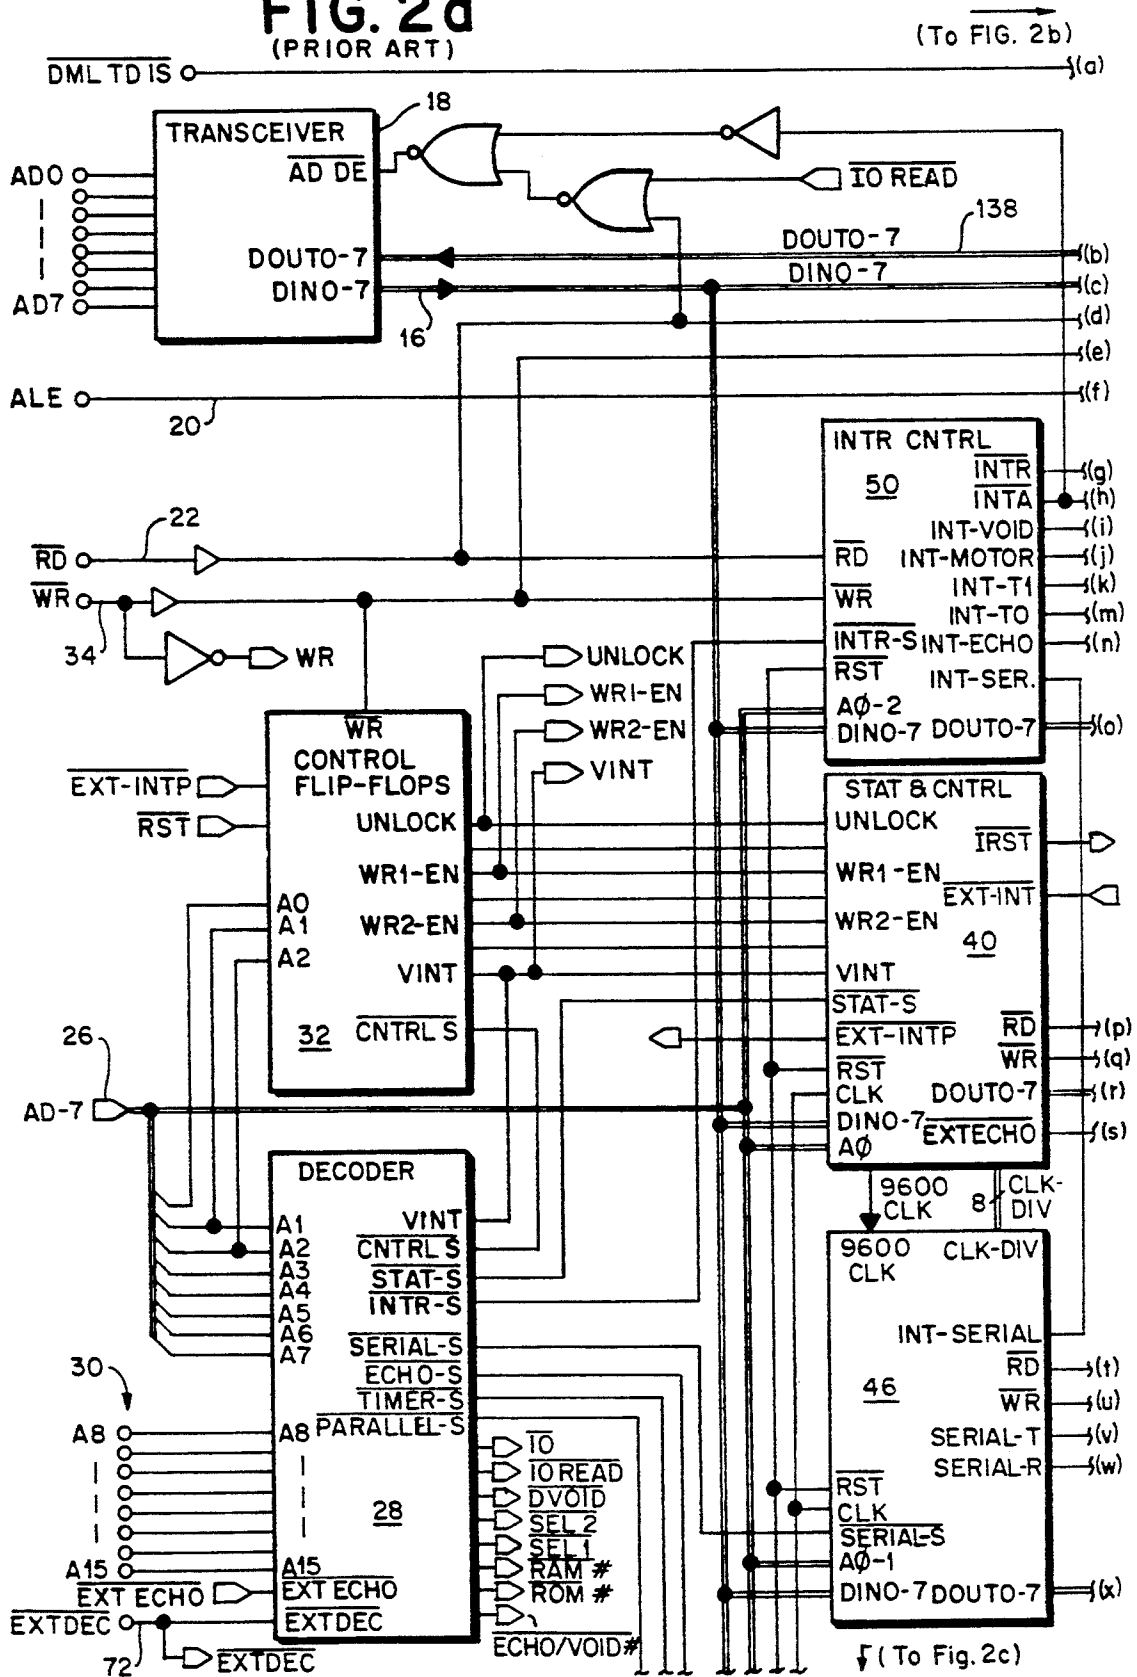 FIG. 2a
(PRIOR ART)
(To FIG. 2b)
DMLTDIS
(a)
18
TRANSCEIVER
AD DE
AD0
AD7
IO READ
138
DOUT0-7
DOUT0-7
(b)
DIN0-7
DIN0-7
(c)
16
(d)
(e)
ALE
20
(f)
INTR CNTRL
50
INTR
(g)
INTA
(h)
INT-VOID
(i)
22
RD
RD
INT-MOTOR
(j)
INT-T1
(k)
WR
WR
INT-T0
(m)
34
WR
INTR-S
INT-ECHO
(n)
UNLOCK
RST
INT-SER.
WR1-EN
AØ-2
WR2-EN
DIN0-7
DOUT0-7
(o)
VINT
WR
CONTROL
FLIP-FLOPS
EXT-INTP
RST
STAT & CNTRL
UNLOCK
UNLOCK
IRST
WR1-EN
WR1-EN
EXT-INT
A0
A1
WR2-EN
WR2-EN
40
A2
VINT
VINT
STAT-S
32
CNTRL S
EXT-INTP
RD
(p)
26
RST
WR
(q)
CLK
DOUT0-7
(r)
AD-7
DIN0-7
EXTECHO
(s)
AØ
DECODER
9600
CLK
8
CLK-
DIV
A1
VINT
A2
CNTRL S
A3
STAT-S
A4
INTR-S
A5
A6
A7
SERIAL-S
ECHO-S
TIMER-S
PARALLEL-S
9600
CLK
CLK-DIV
INT-SERIAL
RD
(t)
46
WR
(u)
SERIAL-T
(v)
SERIAL-R
(w)
30
A8
A8
IO
IO READ
DVOID
28
SEL 2
SEL 1
A15
A15
RAM #
EXT ECHO
EXT ECHO
ROM #
EXTDEC
EXTDEC
ECHO/VOID#
72
EXTDEC
RST
CLK
SERIAL-S
AØ-1
DIN0-7
DOUT0-7
(x)
(To Fig. 2c)